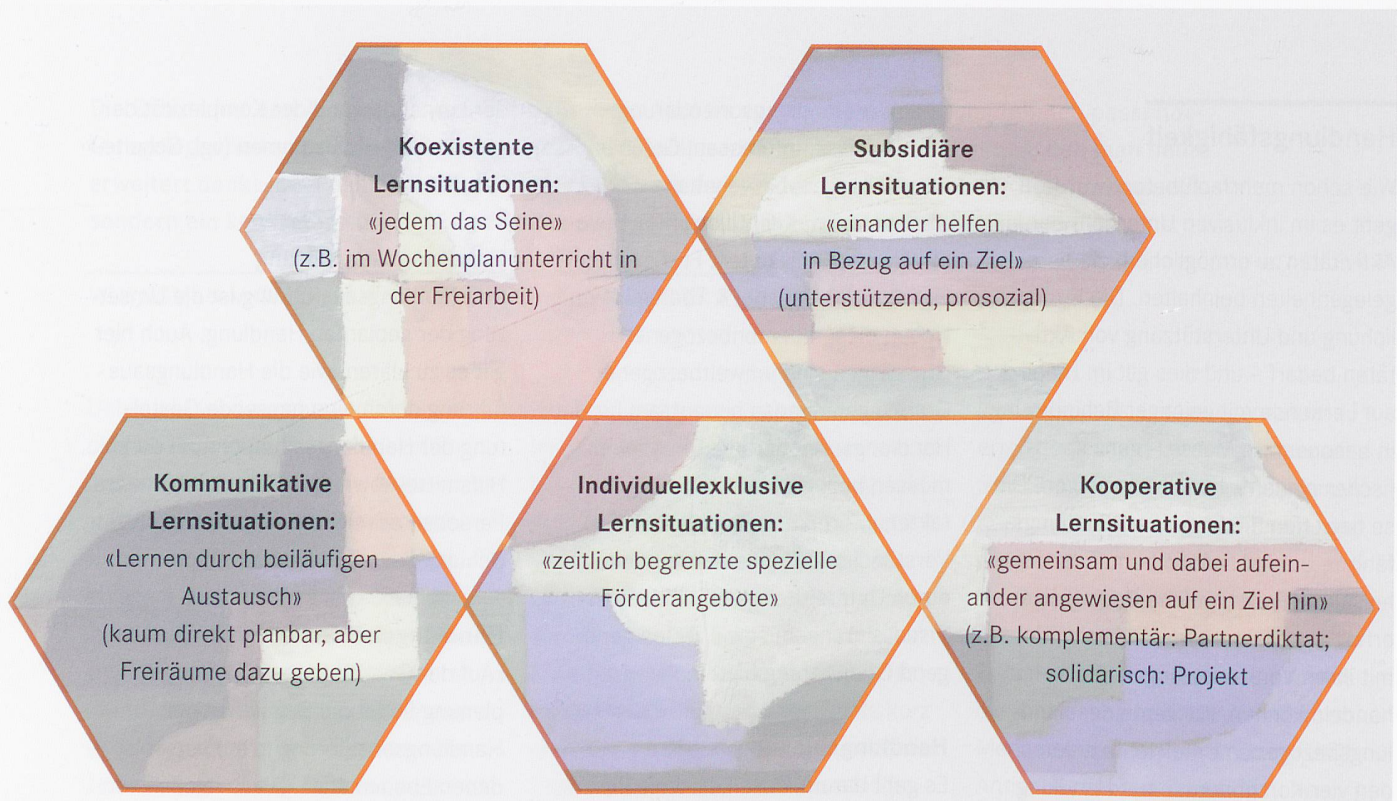 Koexistente
Lernsituationen:
«jedem das Seine»
(z.B. im Wochenplanunterricht in
der Freiarbeit)
Subsidiäre
Lernsituationen:
«einander helfen
in Bezug auf ein Ziel»
(unterstützend, prosozial)
Kommunikative
Lernsituationen:
«Lernen durch beiläufigen
Austausch»
(kaum direkt planbar, aber
Freiräume dazu geben)
Individuellexklusive
Lernsituationen:
«zeitlich begrenzte spezielle
Förderangebote»
Kooperative
Lernsituationen:
«gemeinsam und dabei aufein-
ander angewiesen auf ein Ziel hin»
(z.B. komplementär: Partnerdiktat;
solidarisch: Projekt